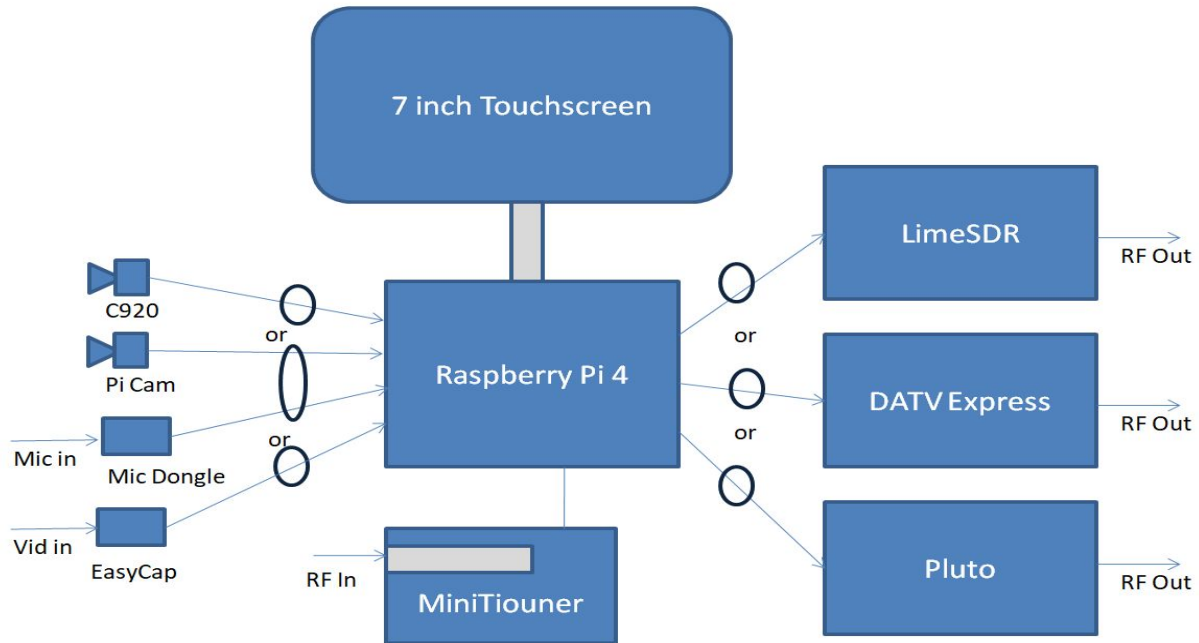 7 inch Touchscreen
C920
or
Pi Cam
or
Mic in
Mic Dongle
Vid in
EasyCap
Raspberry Pi 4
RF In
MiniTiouner
LimeSDR
RF Out
or
DATV Express
RF Out
or
Pluto
RF Out